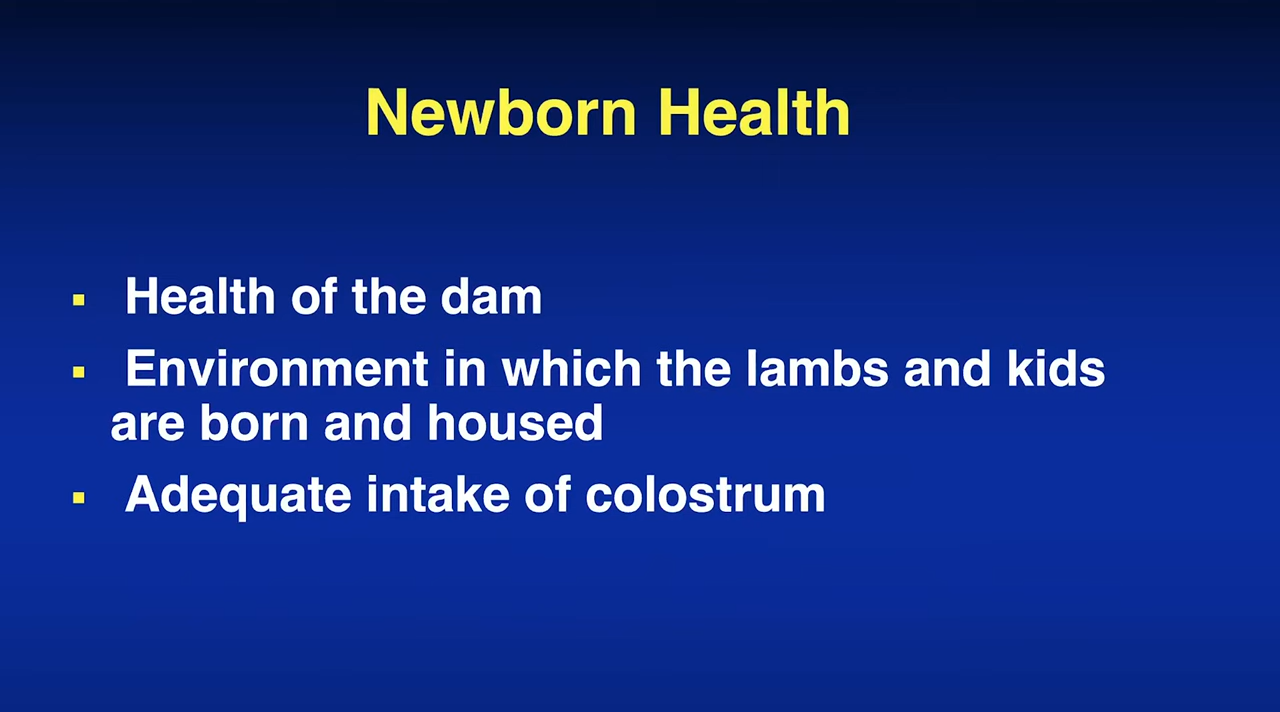 Newborn Health
▪ Health of the dam
▪ Environment in which the lambs and kids
are born and housed
▪ Adequate intake of colostrum